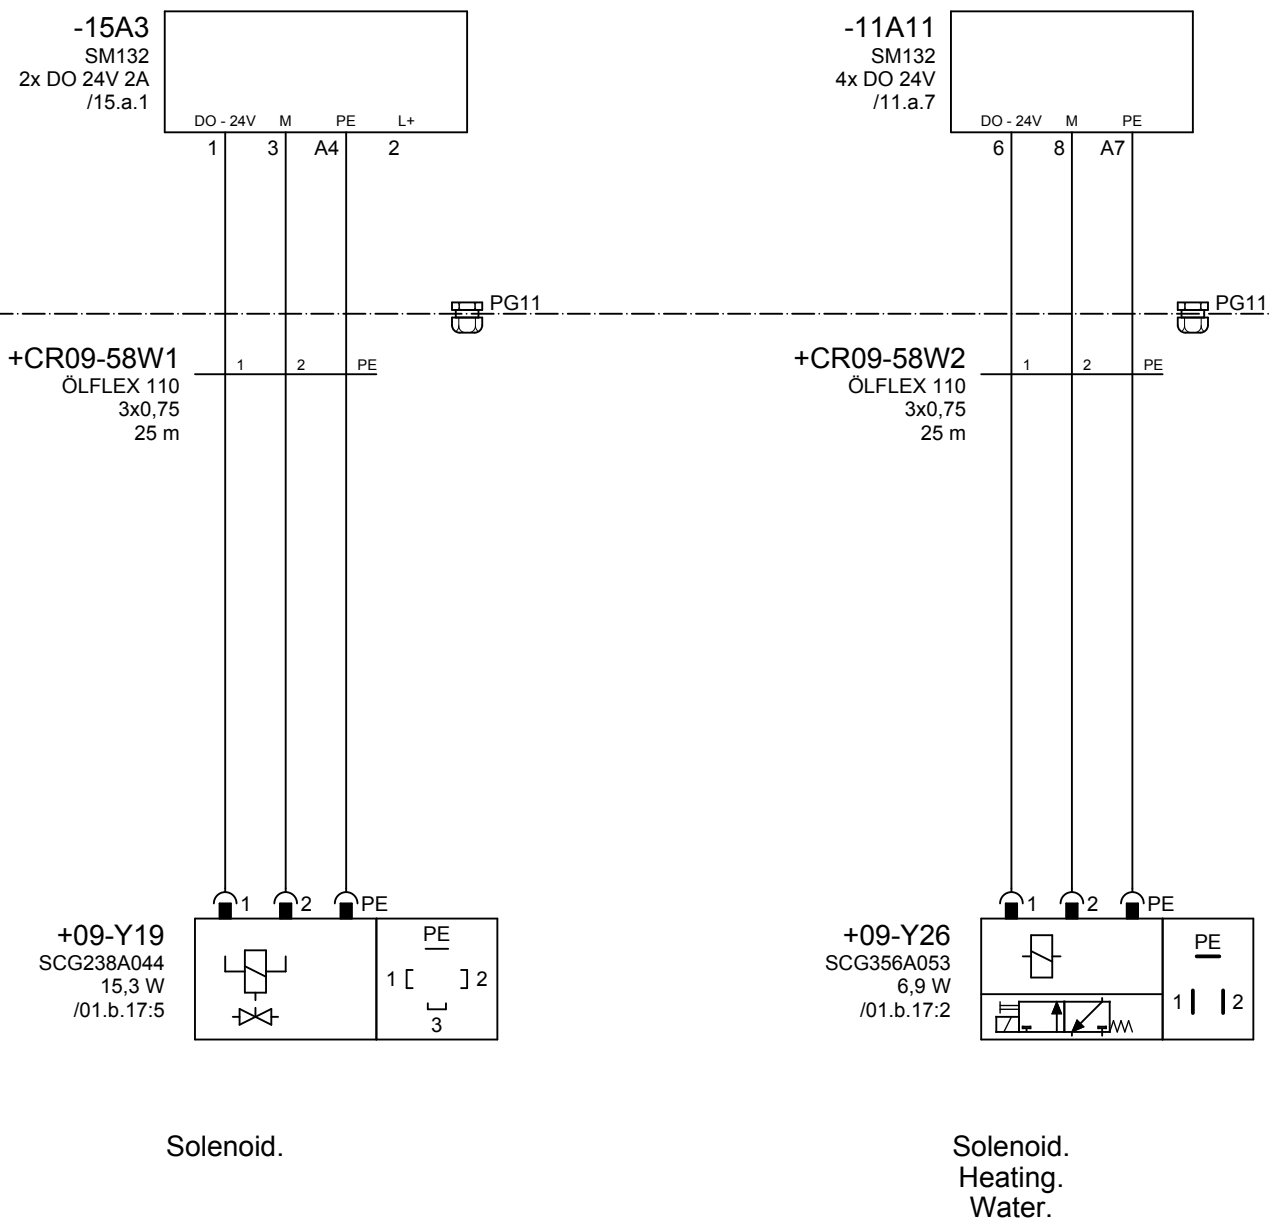 -15A3
SM132
2x DO 24V 2A
/15.a.1
DO - 24V M PE L+
1 3 A4 2
-11A11
SM132
4x DO 24V
/11.a.7
DO - 24V M PE
6 8 A7
PG11
PG11
+CR09-58W1
ÖLFLEX 110
3x0,75
25 m
1 2 PE
+CR09-58W2
ÖLFLEX 110
3x0,75
25 m
1 2 PE
1 2 PE
+09-Y19
SCG238A044
15,3 W
/01.b.17:5
PE
1 2
3
1 2 PE
+09-Y26
SCG356A053
6,9 W
/01.b.17:2
PE
1 2
Solenoid.
Solenoid.
Heating.
Water.